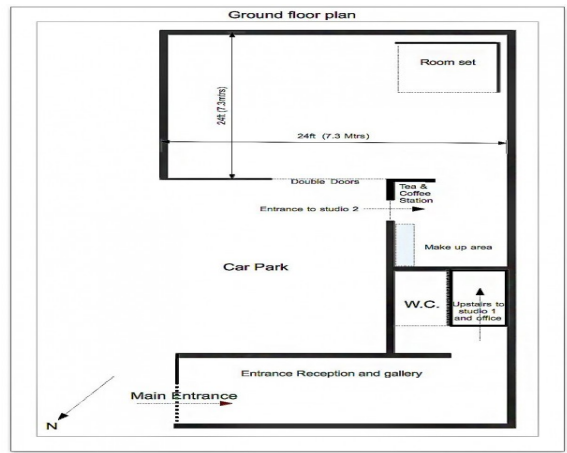 Ground floor plan
Room set
24ft (7.3mtrs)
24ft (7.3 Mtrs)
Double Doors
Tea &
Coffee
Station
Entrance to studio 2
Make up area
Car Park
W.C.
Upstairs to
studio 1
and office
Entrance Reception and gallery
Main Entrance
N